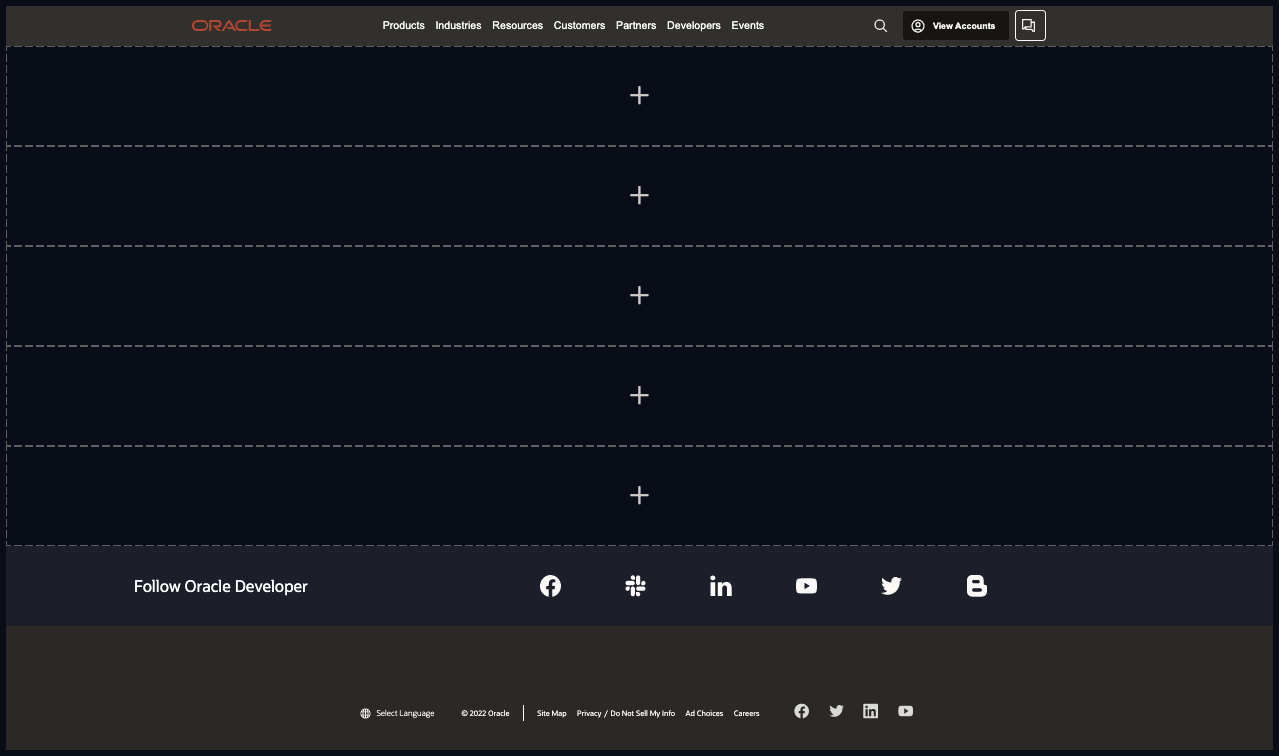 ORACLE Products Industries Resources Customers Partners Developers Events View Accounts
Follow Oracle Developer
Select Language © 2022 Oracle Site Map Privacy / Do Not Sell My Info Ad Choices Careers